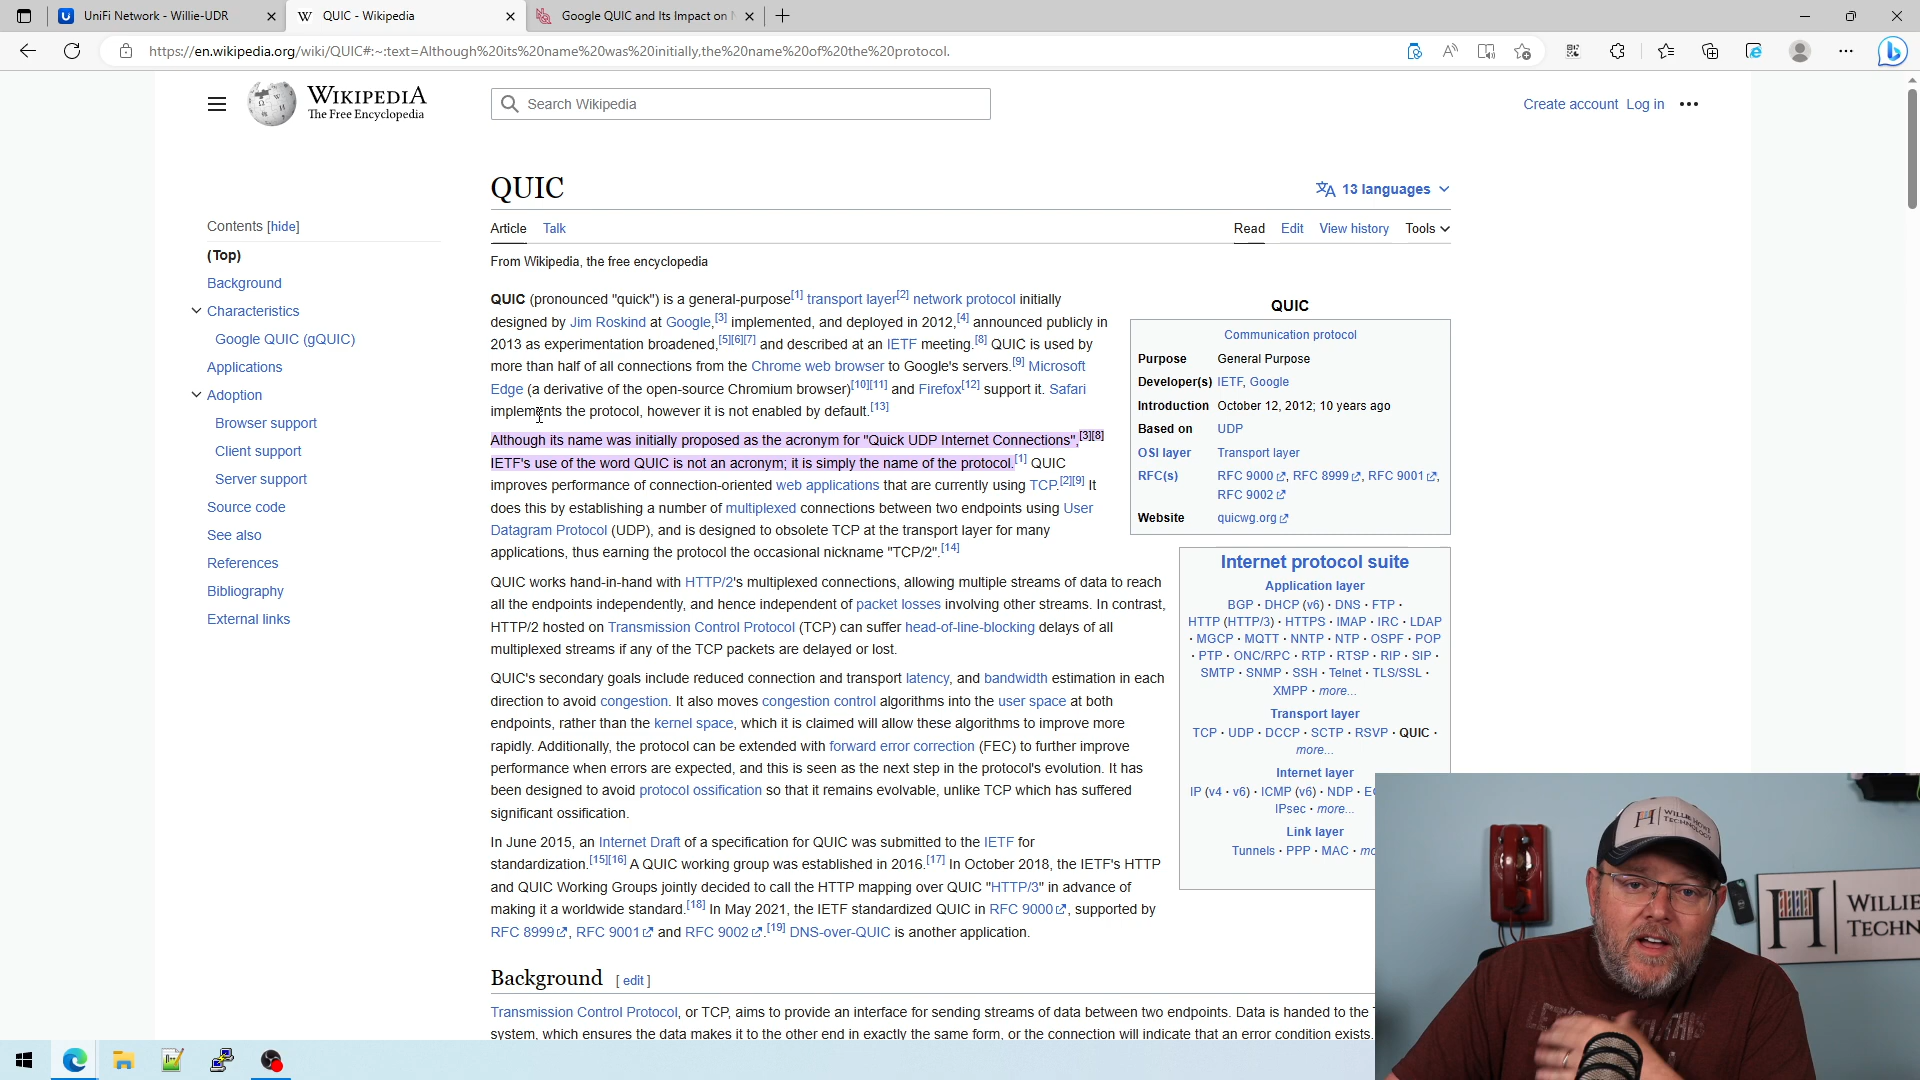 UniFi Network - Willie-UDR
QUIC - Wikipedia
Google QUIC and Its Impact on
https://en.wikipedia.org/wiki/QUIC#:~:text=Although%20its%20name%20was%20initially,the%20name%20of%20the%20protocol.
WIKIPEDIA
The Free Encyclopedia
Search Wikipedia
Create account Log in
QUIC
13 languages
Contents [hide]
(Top)
Background
Characteristics
Google QUIC (gQUIC)
Applications
Adoption
Browser support
Client support
Server support
Source code
See also
References
Bibliography
External links
Article Talk
Read Edit View history Tools
From Wikipedia, the free encyclopedia
QUIC (pronounced "quick") is a general-purpose[1] transport layer[2] network protocol initially
designed by Jim Roskind at Google,[3] implemented, and deployed in 2012,[4] announced publicly in
2013 as experimentation broadened,[5][6][7] and described at an IETF meeting.[8] QUIC is used by
more than half of all connections from the Chrome web browser to Google's servers.[9] Microsoft
Edge (a derivative of the open-source Chromium browser)[10][11] and Firefox[12] support it. Safari
implements the protocol, however it is not enabled by default.[13]
Although its name was initially proposed as the acronym for "Quick UDP Internet Connections",[3][8]
IETF's use of the word QUIC is not an acronym; it is simply the name of the protocol.[1] QUIC
improves performance of connection-oriented web applications that are currently using TCP.[2][9] It
does this by establishing a number of multiplexed connections between two endpoints using User
Datagram Protocol (UDP), and is designed to obsolete TCP at the transport layer for many
applications, thus earning the protocol the occasional nickname "TCP/2".[14]
QUIC works hand-in-hand with HTTP/2's multiplexed connections, allowing multiple streams of data to reach
all the endpoints independently, and hence independent of packet losses involving other streams. In contrast,
HTTP/2 hosted on Transmission Control Protocol (TCP) can suffer head-of-line-blocking delays of all
multiplexed streams if any of the TCP packets are delayed or lost.
QUIC's secondary goals include reduced connection and transport latency, and bandwidth estimation in each
direction to avoid congestion. It also moves congestion control algorithms into the user space at both
endpoints, rather than the kernel space, which it is claimed will allow these algorithms to improve more
rapidly. Additionally, the protocol can be extended with forward error correction (FEC) to further improve
performance when errors are expected, and this is seen as the next step in the protocol's evolution. It has
been designed to avoid protocol ossification so that it remains evolvable, unlike TCP which has suffered
significant ossification.
In June 2015, an Internet Draft of a specification for QUIC was submitted to the IETF for
standardization.[15][16] A QUIC working group was established in 2016.[17] In October 2018, the IETF's HTTP
and QUIC Working Groups jointly decided to call the HTTP mapping over QUIC "HTTP/3" in advance of
making it a worldwide standard.[18] In May 2021, the IETF standardized QUIC in RFC 9000, supported by
RFC 8999, RFC 9001 and RFC 9002.[19] DNS-over-QUIC is another application.
Background [ edit ]
Transmission Control Protocol, or TCP, aims to provide an interface for sending streams of data between two endpoints. Data is handed to the
system, which ensures the data makes it to the other end in exactly the same form, or the connection will indicate that an error condition exists.
QUIC
Communication protocol
Purpose General Purpose
Developer(s) IETF, Google
Introduction October 12, 2012; 10 years ago
Based on UDP
OSI layer Transport layer
RFC(s) RFC 9000, RFC 8999, RFC 9001,
RFC 9002
Website quicwg.org
Internet protocol suite
Application layer
BGP · DHCP (v6) · DNS · FTP ·
HTTP (HTTP/3) · HTTPS · IMAP · IRC · LDAP
· MGCP · MQTT · NNTP · NTP · OSPF · POP
· PTP · ONC/RPC · RTP · RTSP · RIP · SIP ·
SMTP · SNMP · SSH · Telnet · TLS/SSL ·
XMPP · more...
Transport layer
TCP · UDP · DCCP · SCTP · RSVP · QUIC ·
more...
Internet layer
IP (v4 · v6) · ICMP (v6) · NDP ·
IPsec · more...
Link layer
Tunnels · PPP · MAC ·
WILLIE HOWE
TECHNOLOGY
WILLIE
TECHN